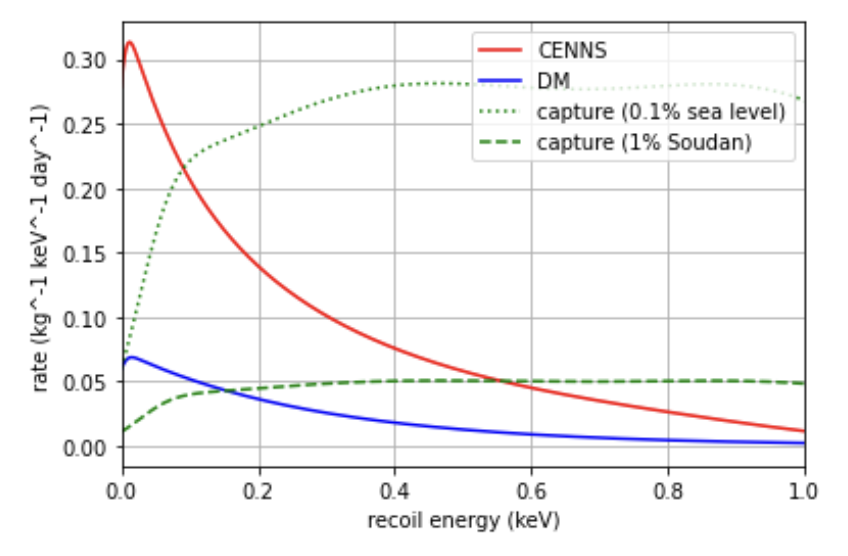 rate (kg^-1 keV^-1 day^-1)
0.30
0.25
0.20
0.15
0.10
0.05
0.00
CENNS
DM
capture (0.1% sea level)
capture (1% Soudan)
0.0 0.2 0.4 0.6 0.8 1.0
recoil energy (keV)